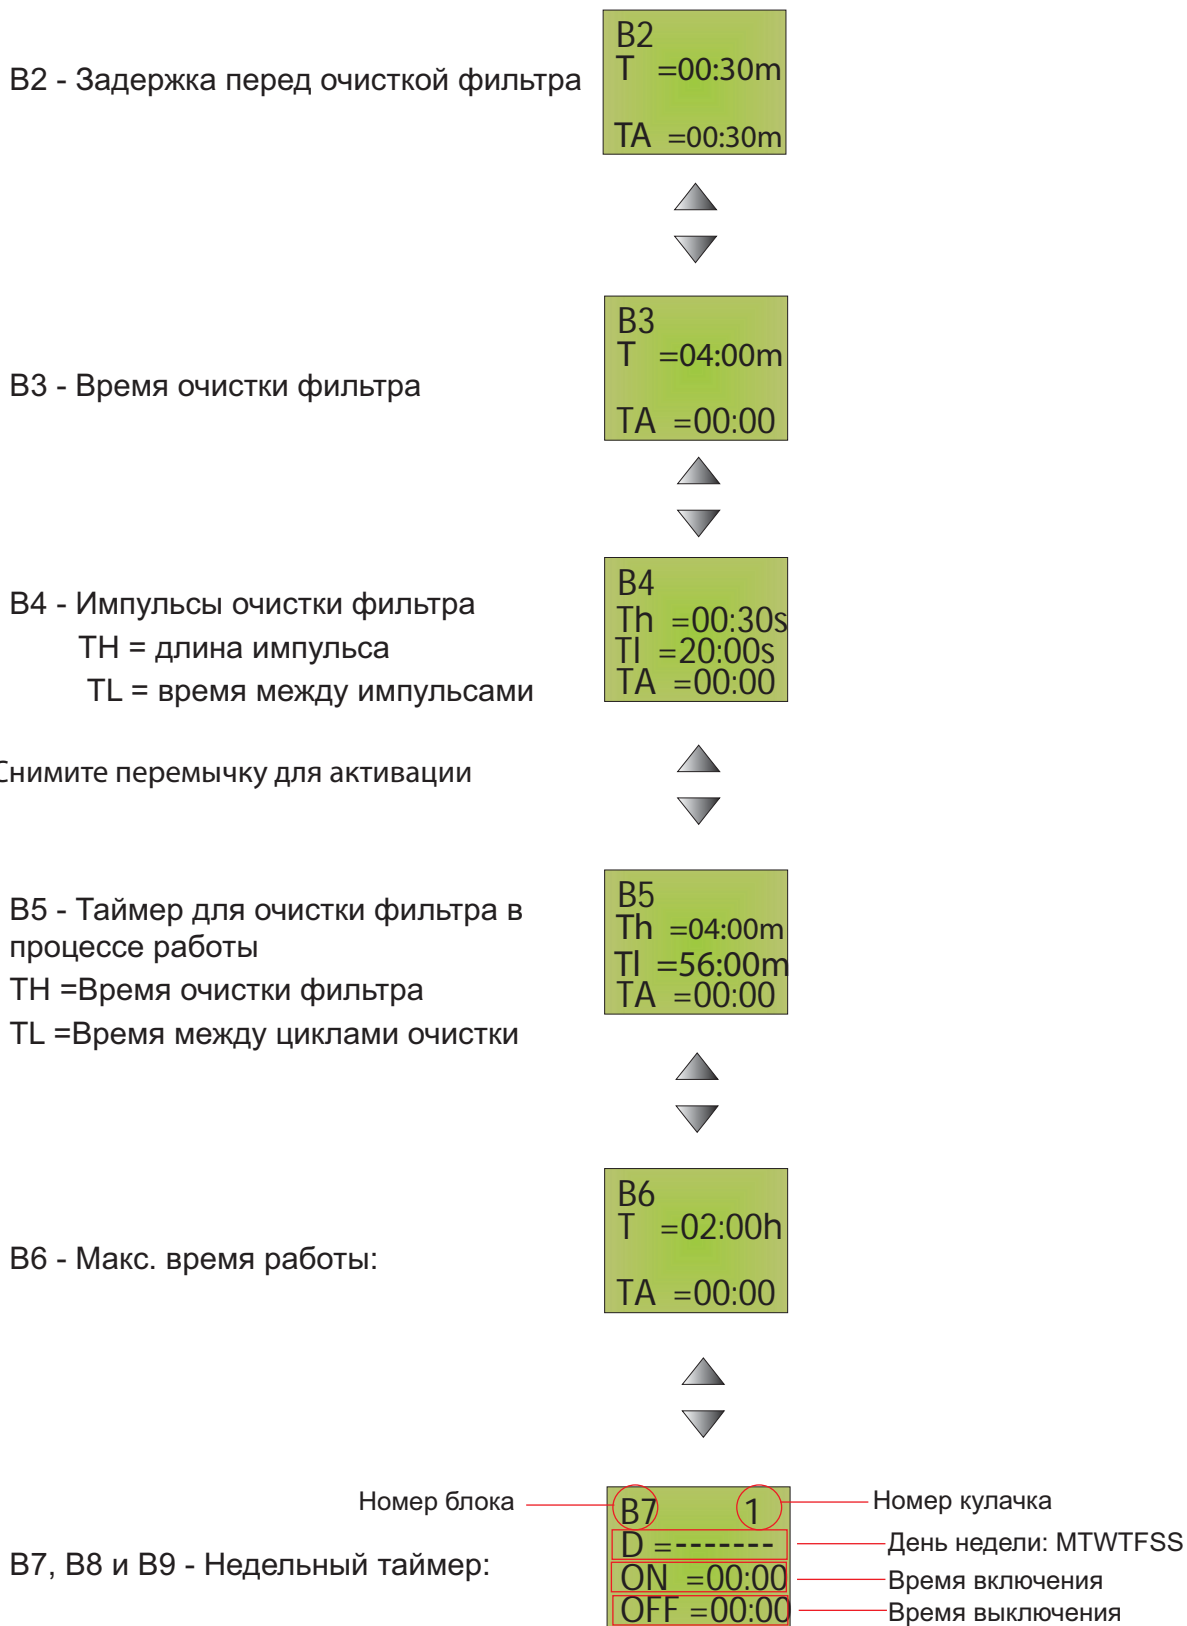 B2 - Задержка перед очисткой фильтра
B2
T =00:30m
TA =00:30m
B3 - Время очистки фильтра
B3
T =04:00m
TA =00:00
B4 - Импульсы очистки фильтра
TH = длина импульса
TL = время между импульсами
B4
Th =00:30s
Tl =20:00s
TA =00:00
Снимите перемычку для активации
B5 - Таймер для очистки фильтра в
процессе работы
TH =Время очистки фильтра
TL =Время между циклами очистки
B5
Th =04:00m
Tl =56:00m
TA =00:00
B6 - Макс. время работы:
B6
T =02:00h
TA =00:00
B7, B8 и B9 - Недельный таймер:
Номер блока
B7 1
D =-------
ON =00:00
OFF =00:00
Номер кулачка
День недели: MTWTFSS
Время включения
Время выключения